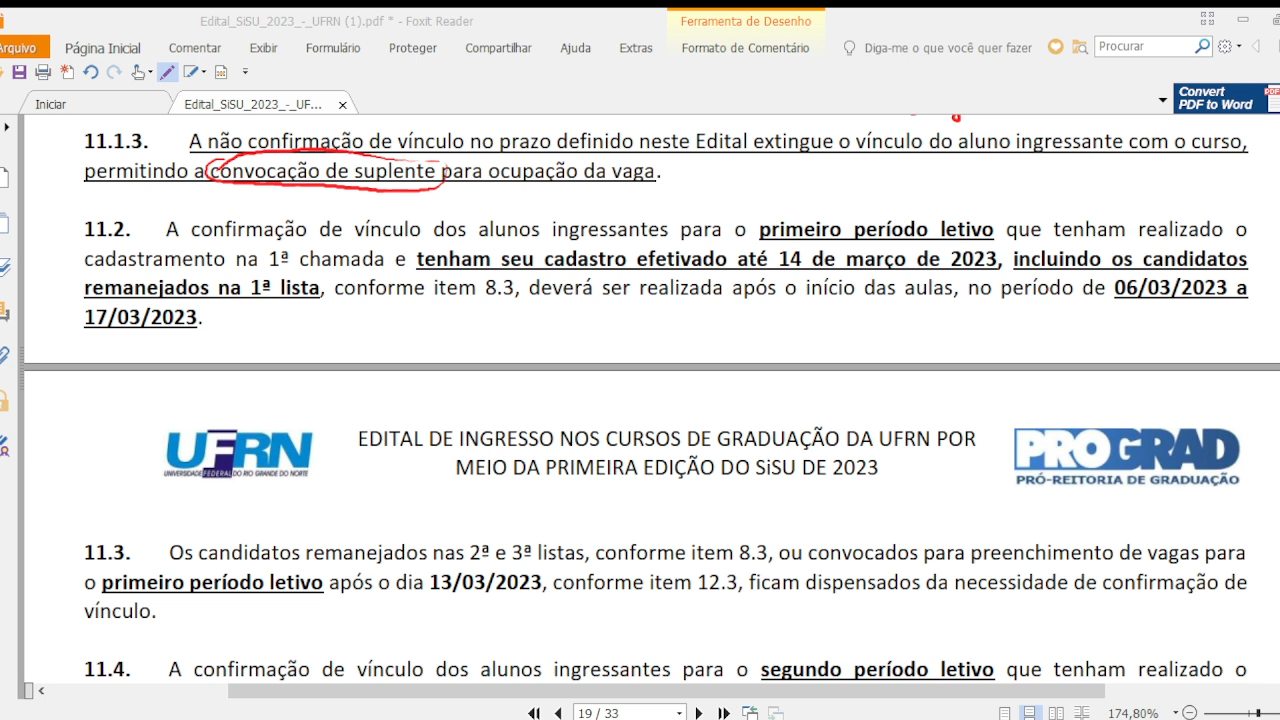 Edital_SiSU_2023_-_UFRN (1).pdf * - Foxit Reader
Ferramenta de Desenho
Arquivo Página Inicial Comentar Exibir Formulário Proteger Compartilhar Ajuda Extras Formato de Comentário Diga-me o que você quer fazer Procurar
Iniciar Edital_SiSU_2023_-_UF...
Convert
PDF to Word
PDF
11.1.3. A não confirmação de vínculo no prazo definido neste Edital extingue o vínculo do aluno ingressante com o curso,
permitindo a convocação de suplente para ocupação da vaga.
11.2. A confirmação de vínculo dos alunos ingressantes para o primeiro período letivo que tenham realizado o
cadastramento na 1ª chamada e tenham seu cadastro efetivado até 14 de março de 2023, incluindo os candidatos
remanejados na 1ª lista, conforme item 8.3, deverá ser realizada após o início das aulas, no período de 06/03/2023 a
17/03/2023.
UFRN
UNIVERSIDADE FEDERAL DO RIO GRANDE DO NORTE
EDITAL DE INGRESSO NOS CURSOS DE GRADUAÇÃO DA UFRN POR
MEIO DA PRIMEIRA EDIÇÃO DO SiSU DE 2023
PROGRAD
PRÓ-REITORIA DE GRADUAÇÃO
11.3. Os candidatos remanejados nas 2ª e 3ª listas, conforme item 8.3, ou convocados para preenchimento de vagas para
o primeiro período letivo após o dia 13/03/2023, conforme item 12.3, ficam dispensados da necessidade de confirmação de
vínculo.
11.4. A confirmação de vínculo dos alunos ingressantes para o segundo período letivo que tenham realizado o
19 / 33
174,80%